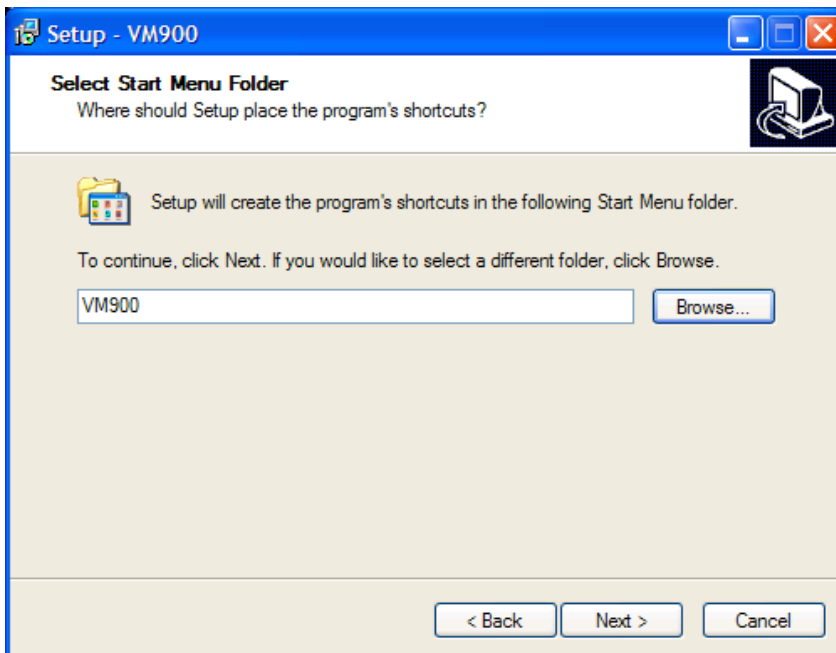 Setup - VM900
Select Start Menu Folder
Where should Setup place the program's shortcuts?
Setup will create the program's shortcuts in the following Start Menu folder.
To continue, click Next. If you would like to select a different folder, click Browse.
VM900
Browse...
< Back
Next >
Cancel